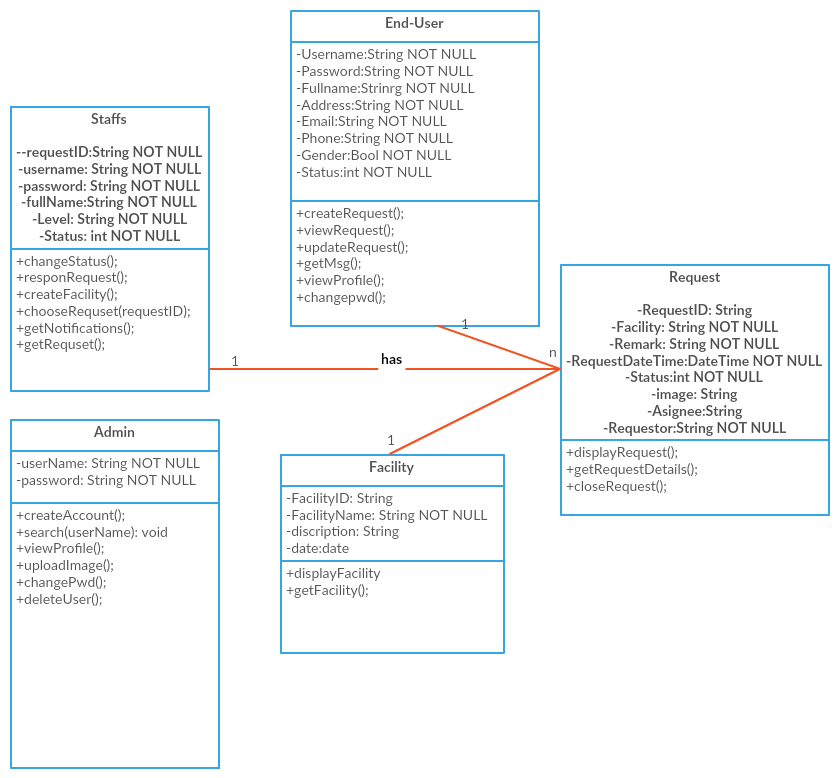 End-User
-Username:String NOT NULL
-Password:String NOT NULL
-Fullname:Strinrg NOT NULL
-Address:String NOT NULL
-Email:String NOT NULL
-Phone:String NOT NULL
-Gender:Bool NOT NULL
-Status:int NOT NULL
+createRequest();
+viewRequest();
+updateRequest();
+getMsg();
+viewProfile();
+changepwd();
Staffs
--requestID:String NOT NULL
-username: String NOT NULL
-password: String NOT NULL
-fullName:String NOT NULL
-Level: String NOT NULL
-Status: int NOT NULL
+changeStatus();
+responRequest();
+createFacility();
+chooseRequset(requestID);
+getNotifications();
+getRequset();
1
has
1
n
1
Request
-RequestID: String
-Facility: String NOT NULL
-Remark: String NOT NULL
-RequestDateTime:DateTime NOT NULL
-Status:int NOT NULL
-image: String
-Asignee:String
-Requestor:String NOT NULL
+displayRequest();
+getRequestDetails();
+closeRequest();
Admin
-userName: String NOT NULL
-password: String NOT NULL
+createAccount();
+search(userName): void
+viewProfile();
+uploadImage();
+changePwd();
+deleteUser();
Facility
-FacilityID: String
-FacilityName: String NOT NULL
-discription: String
-date:date
+displayFacility
+getFacility();